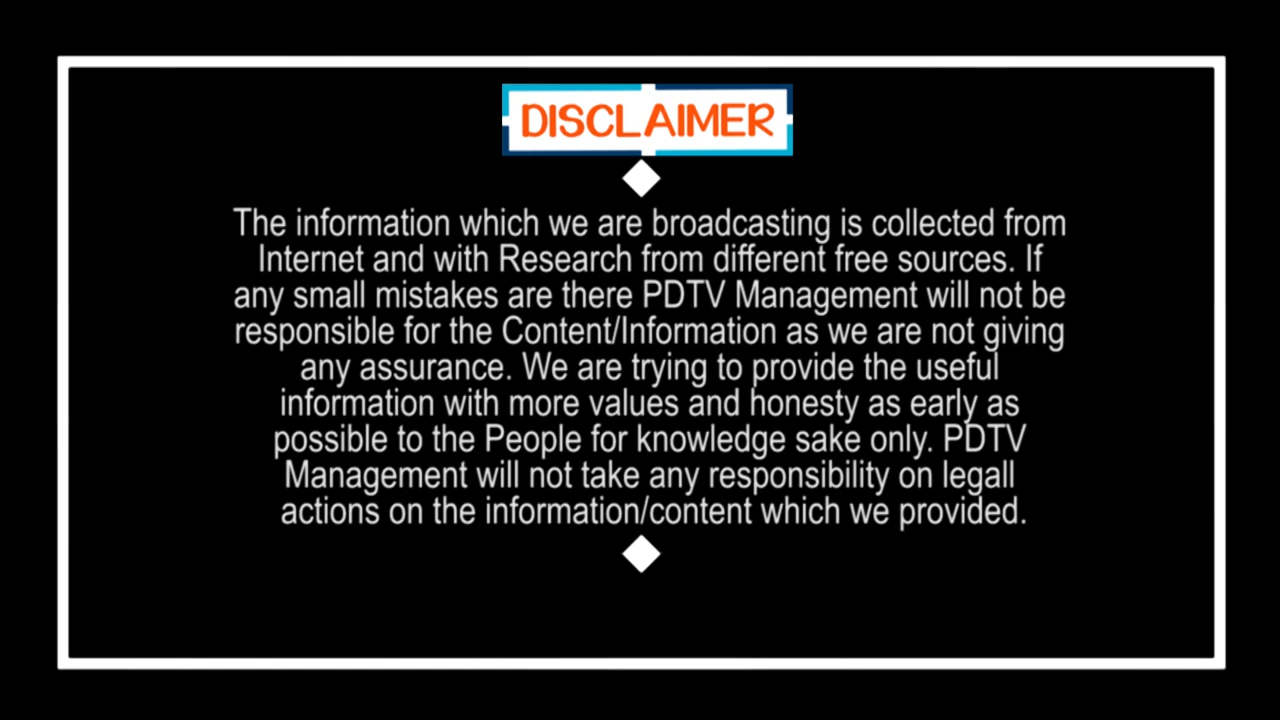 DISCLAIMER
The information which we are broadcasting is collected from
Internet and with Research from different free sources. If
any small mistakes are there PDTV Management will not be
responsible for the Content/Information as we are not giving
any assurance. We are trying to provide the useful
information with more values and honesty as early as
possible to the People for knowledge sake only. PDTV
Management will not take any responsibility on legall
actions on the information/content which we provided.